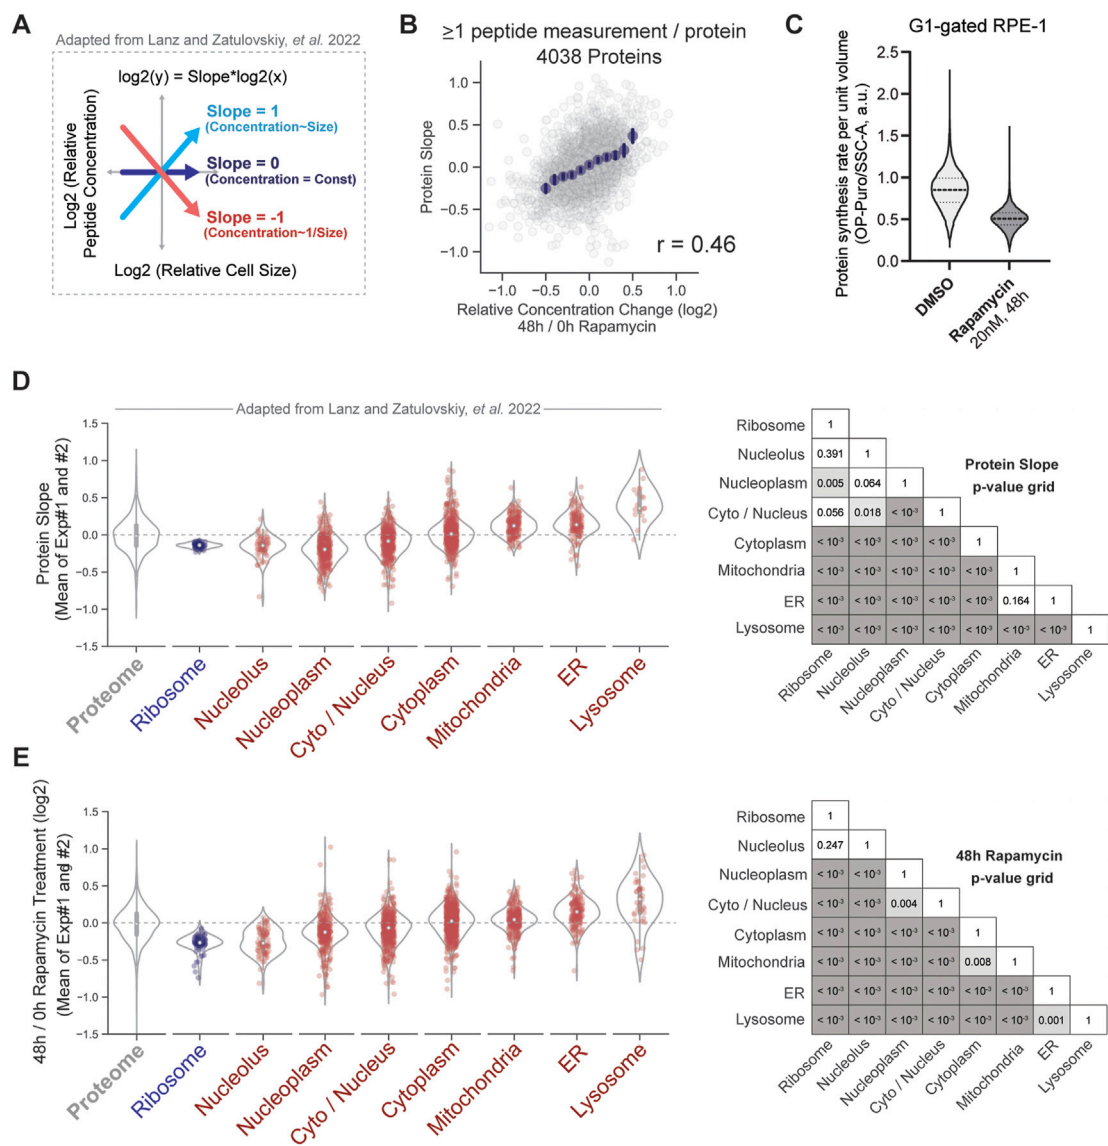 A
Adapted from Lanz and Zatulovskiy, et al. 2022
log2(y) = Slope*log2(x)
Slope = 1
(Concentration~Size)
Slope = 0
(Concentration = Const)
Slope = -1
(Concentration~1/Size)
Log2 (Relative
Peptide Concentration)
Log2 (Relative Cell Size)
B
≥1 peptide measurement / protein
4038 Proteins
Protein Slope
1.0
0.5
0.0
−0.5
−1.0
r = 0.46
−1.0 −0.5 0.0 0.5 1.0
Relative Concentration Change (log2)
48h / 0h Rapamycin
C
G1-gated RPE-1
Protein synthesis rate per unit volume
(OP-Puro/SSC-A, a.u.)
2.5
2.0
1.5
1.0
0.5
0.0
DMSO
Rapamycin
20nM, 48h
D
Adapted from Lanz and Zatulovskiy, et al. 2022
Protein Slope
(Mean of Exp#1 and #2)
1.5
1.0
0.5
0.0
−0.5
−1.0
−1.5
Proteome
Ribosome
Nucleolus
Nucleoplasm
Cyto / Nucleus
Cytoplasm
Mitochondria
ER
Lysosome
Protein Slope
p-value grid
Ribosome 1
Nucleolus 0.391 1
Nucleoplasm 0.005 0.064 1
Cyto / Nucleus 0.056 0.018 < 10-3 1
Cytoplasm < 10-3 < 10-3 < 10-3 < 10-3 1
Mitochondria < 10-3 < 10-3 < 10-3 < 10-3 < 10-3 1
ER < 10-3 < 10-3 < 10-3 < 10-3 < 10-3 0.164 1
Lysosome < 10-3 < 10-3 < 10-3 < 10-3 < 10-3 < 10-3 < 10-3 1
Ribosome
Nucleolus
Nucleoplasm
Cyto / Nucleus
Cytoplasm
Mitochondria
ER
Lysosome
E
48h / 0h Rapamycin Treatment (log2)
(Mean of Exp#1 and #2)
1.5
1.0
0.5
0.0
−0.5
−1.0
−1.5
Proteome
Ribosome
Nucleolus
Nucleoplasm
Cyto / Nucleus
Cytoplasm
Mitochondria
ER
Lysosome
48h Rapamycin
p-value grid
Ribosome 1
Nucleolus 0.247 1
Nucleoplasm < 10-3 < 10-3 1
Cyto / Nucleus < 10-3 < 10-3 0.004 1
Cytoplasm < 10-3 < 10-3 < 10-3 < 10-3 1
Mitochondria < 10-3 < 10-3 < 10-3 < 10-3 0.008 1
ER < 10-3 < 10-3 < 10-3 < 10-3 < 10-3 < 10-3 1
Lysosome < 10-3 < 10-3 < 10-3 < 10-3 < 10-3 < 10-3 0.001 1
Ribosome
Nucleolus
Nucleoplasm
Cyto / Nucleus
Cytoplasm
Mitochondria
ER
Lysosome